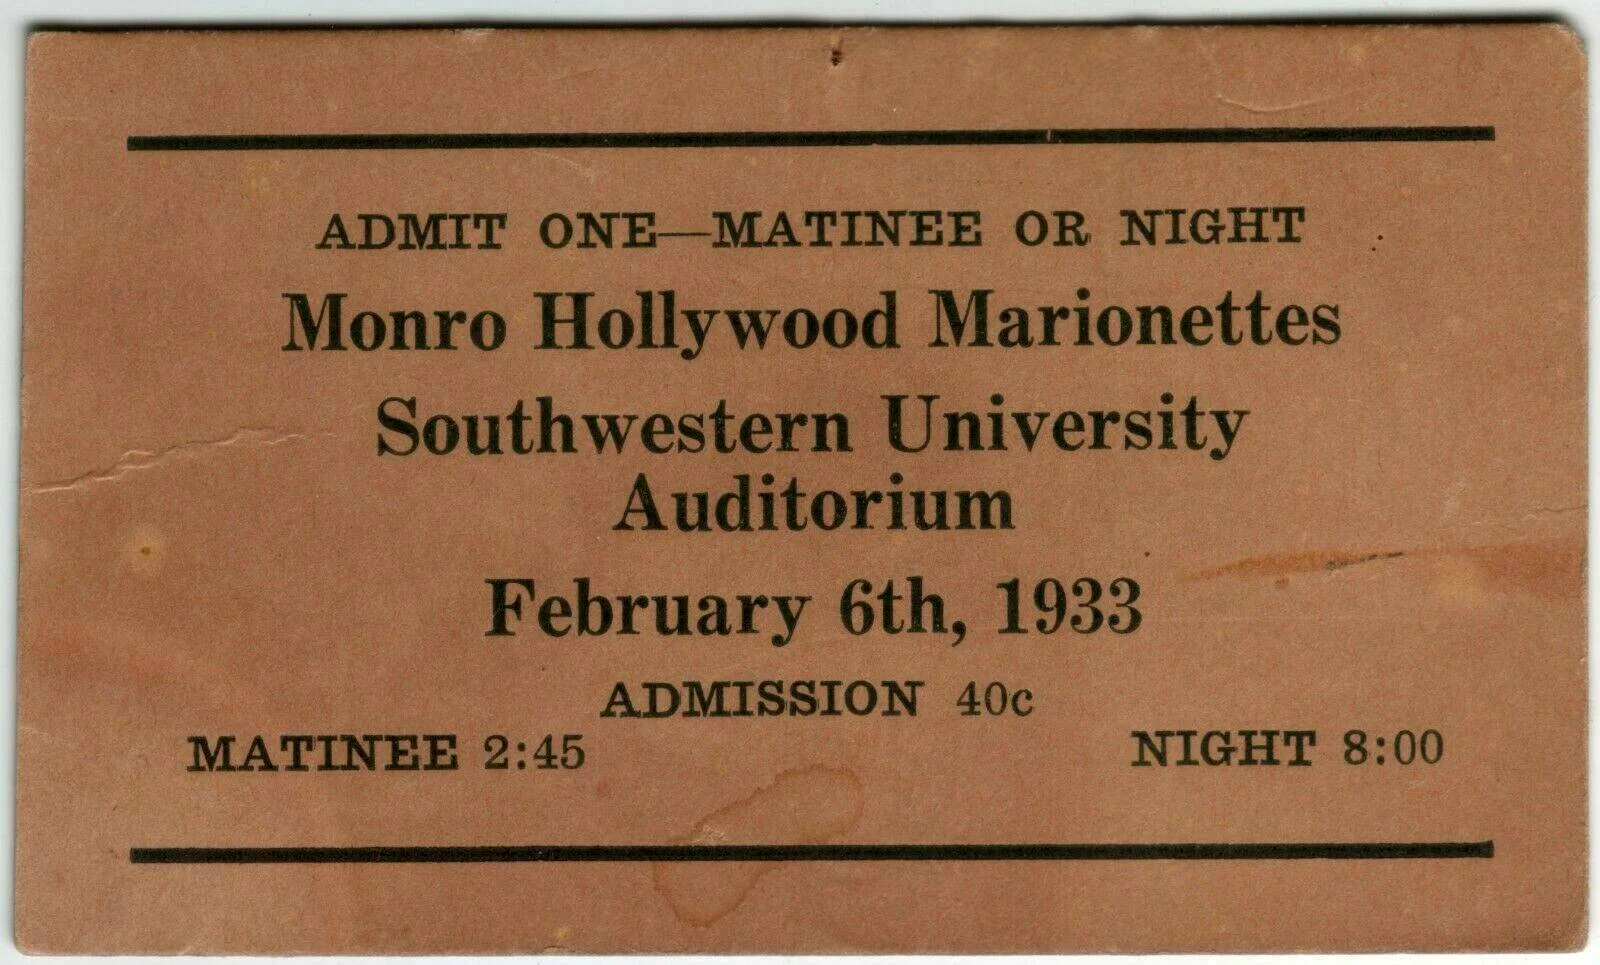 ADMIT ONE—MATINEE OR NIGHT
Monro Hollywood Marionettes
Southwestern University
Auditorium
February 6th, 1933
ADMISSION 40c
MATINEE 2:45 NIGHT 8:00